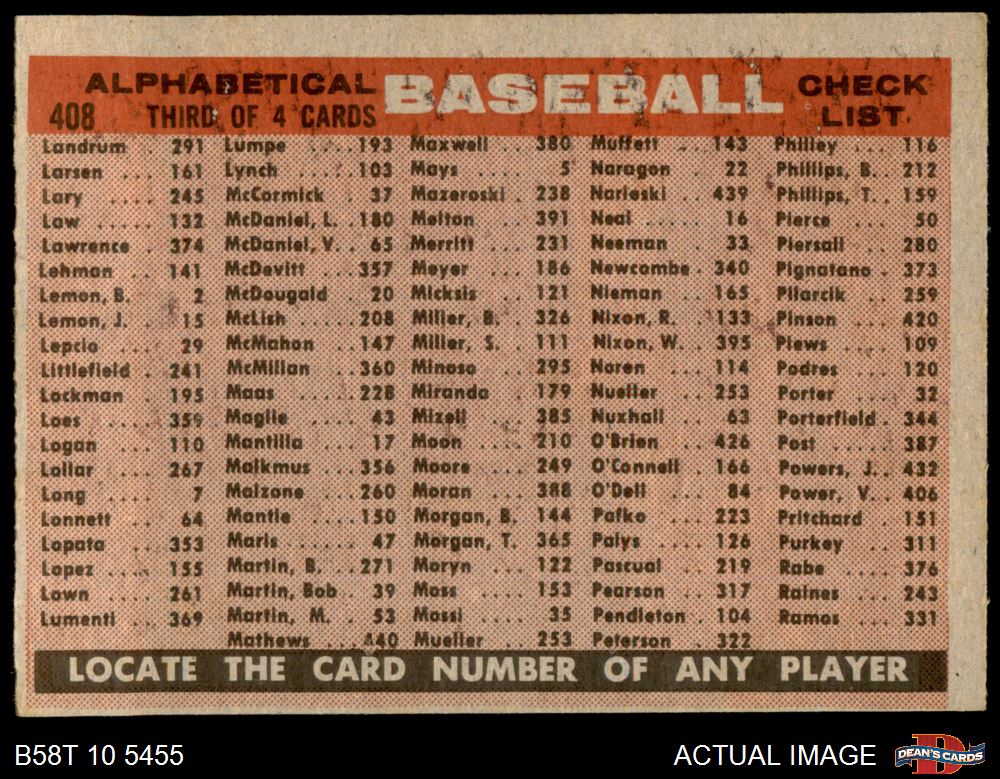 ALPHABETICAL BASEBALL CHECK
408 THIRD OF 4 CARDS LIST.
Landrum . 291 Lumpe ..... 193 Maxwell .. 380 Muffett .. 143 Philley .. 116
Larsen ... 161 Lynch .... 103 Mays ..... 5 Naragon .. 22 Phillips, B.. 212
Lary .... 245 McCormick . 37 Mazeroski . 238 Narleski . 439 Phillips, T.. 159
Law .... 132 McDaniel, L. 180 Melton ... 391 Neal ..... 16 Pierce ... 50
Lawrence . 374 McDaniel, V.. 65 Merritt ... 231 Neeman ... 33 Piersall .. 280
Lehman .. 141 McDevitt ... 357 Meyer ... 186 Newcombe . 340 Pignatano . 373
Lemon, B. 2 McDougald . 20 Micksis .. 121 Nieman .. 165 Pilarcik .. 259
Lemon, J. 15 McLish .... 208 Miller, B. . 326 Nixon, R. . 133 Pinson ... 420
Lepcio ... 29 McMahon .. 147 Miller, S. . 111 Nixon, W. . 395 Plews .... 109
Littlefield . 241 McMillan .. 360 Minoso .. 295 Noren ... 114 Podres ... 120
Lockman . 195 Maas ..... 228 Miranda .. 179 Nueller .. 253 Porter ... 32
Loes .... 359 Maglie .... 43 Mizell ... 385 Nuxhall .. 63 Porterfield . 344
Logan ... 110 Mantilla ... 17 Moon .... 210 O'Brien .. 426 Post .... 387
Lollar ... 267 Malkmus ... 356 Moore ... 249 O'Connell . 166 Powers, J.. 432
Long .... 7 Malzone ... 260 Moran ... 388 O'Dell ... 84 Power, V.. 406
Lonnett .. 64 Mantle .... 150 Morgan, B. 144 Pafko ... 223 Pritchard . 151
Lopata .. 353 Maris .... 47 Morgan, T. 365 Palys ... 126 Purkey .. 311
Lopez .... 155 Martin, B. .. 271 Moryn ... 122 Pascual .. 219 Rabe .... 376
Lown .... 261 Martin, Bob . 39 Moss .... 153 Pearson .. 317 Raines ... 243
Lumenti . 369 Martin, M. . 53 Mossi .... 35 Pendleton . 104 Ramos ... 331
Mathews .. 440 Mueller .. 253 Peterson .. 322
LOCATE THE CARD NUMBER OF ANY PLAYER
B58T 10 5455 ACTUAL IMAGE D DEAN'S CARDS